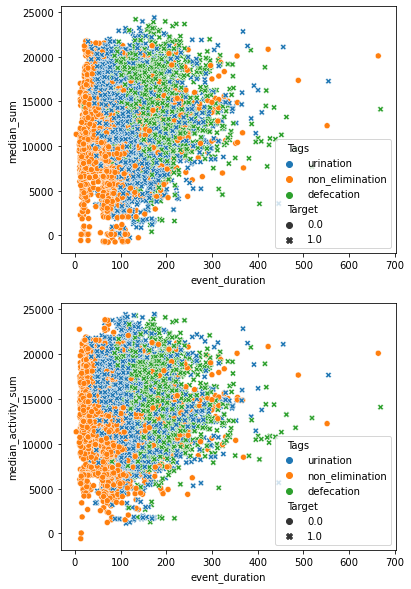 25000
20000
15000
10000
5000
0
median_sum
Tags
urination
non_elimination
defecation
Target
0.0
1.0
0 100 200 300 400 500 600 700
event_duration
25000
20000
15000
10000
5000
0
median_activity_sum
Tags
urination
non_elimination
defecation
Target
0.0
1.0
0 100 200 300 400 500 600 700
event_duration